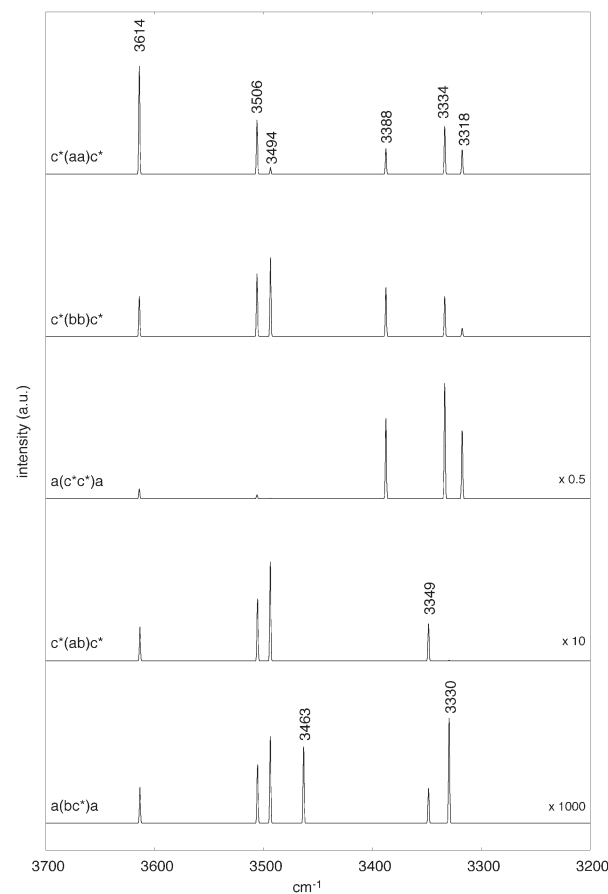 3614
3506
3494
3388
3334
3318
c*(aa)c*
c*(bb)c*
intensity (a.u.)
a(c*c*)a
x 0.5
3349
c*(ab)c*
x 10
3463
3330
a(bc*)a
x 1000
3700 3600 3500 3400 3300 3200
cm-1